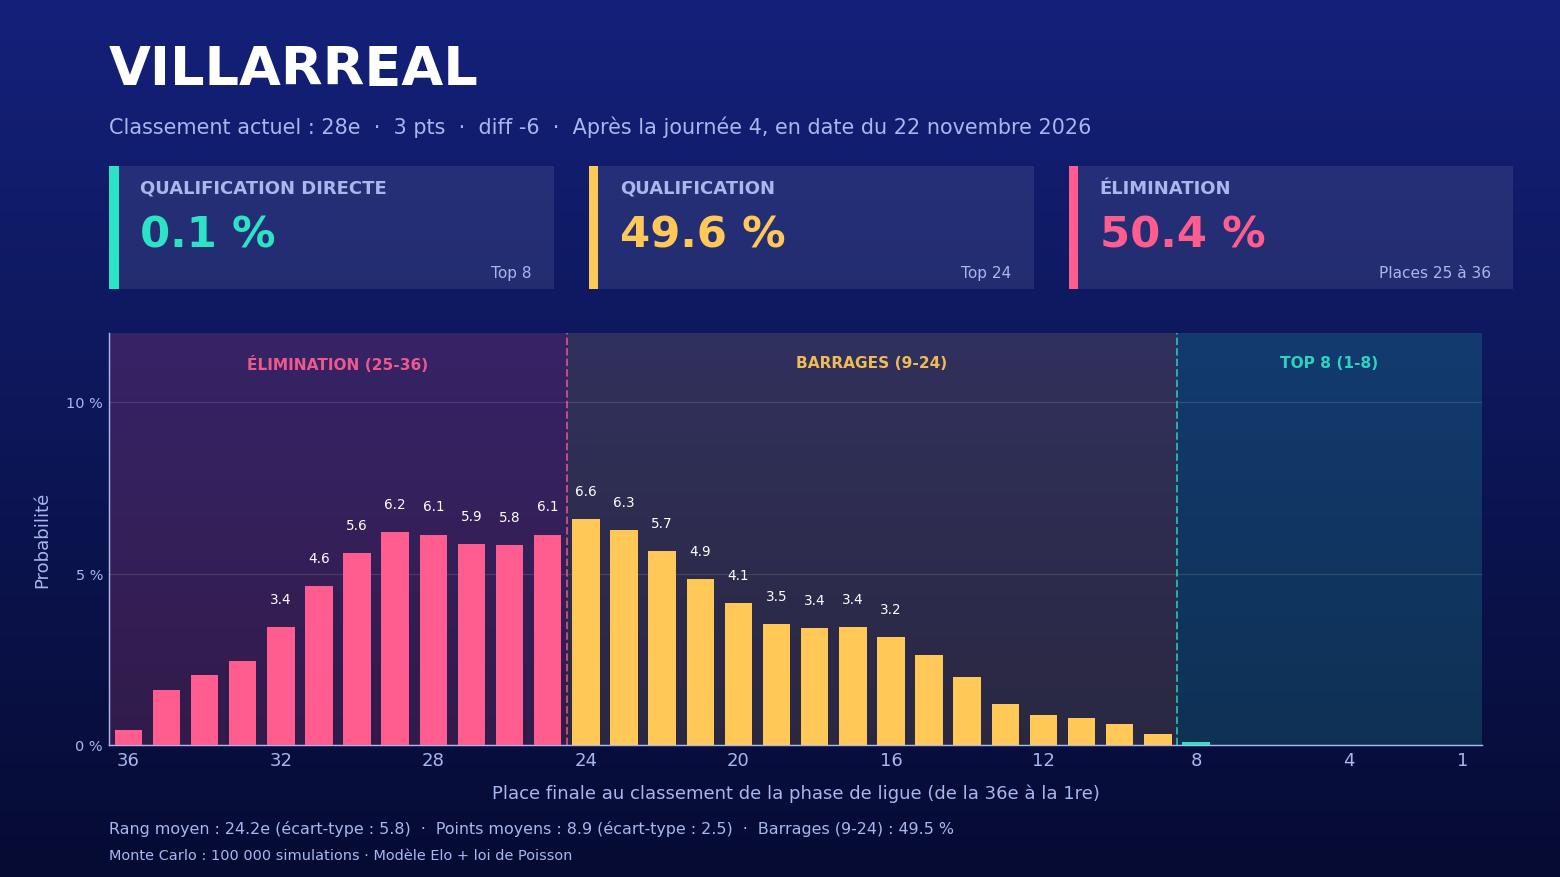 VILLARREAL
Classement actuel : 28e · 3 pts · diff -6 · Après la journée 4, en date du 22 novembre 2026
QUALIFICATION DIRECTE
0.1 %
Top 8
QUALIFICATION
49.6 %
Top 24
ÉLIMINATION
50.4 %
Places 25 à 36
ÉLIMINATION (25-36)
BARRAGES (9-24)
TOP 8 (1-8)
Probabilité
10 %
5 %
0 %
3.4
4.6
5.6
6.2
6.1
5.9
5.8
6.1
6.6
6.3
5.7
4.9
4.1
3.5
3.4
3.4
3.2
36 32 28 24 20 16 12 8 4 1
Place finale au classement de la phase de ligue (de la 36e à la 1re)
Rang moyen : 24.2e (écart-type : 5.8) · Points moyens : 8.9 (écart-type : 2.5) · Barrages (9-24) : 49.5 %
Monte Carlo : 100 000 simulations · Modèle Elo + loi de Poisson